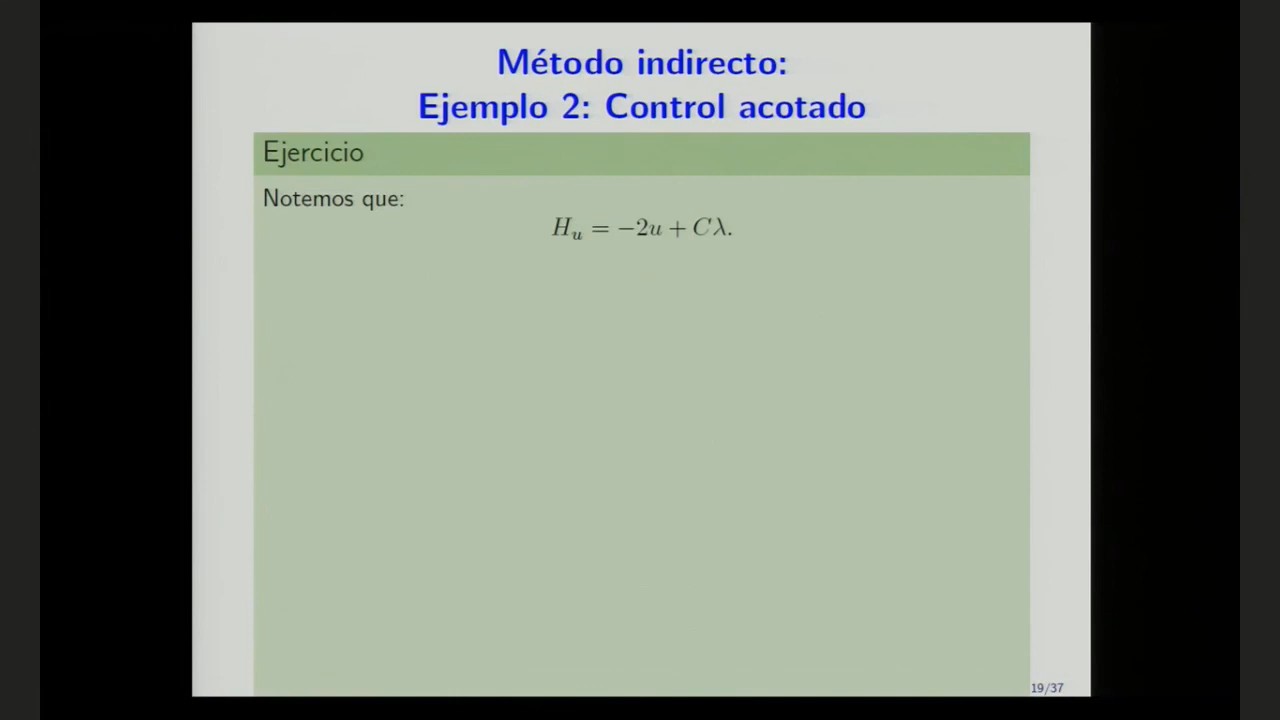 Método indirecto:
Ejemplo 2: Control acotado
Ejercicio
Notemos que:
H_u = −2u + Cλ.
19/37